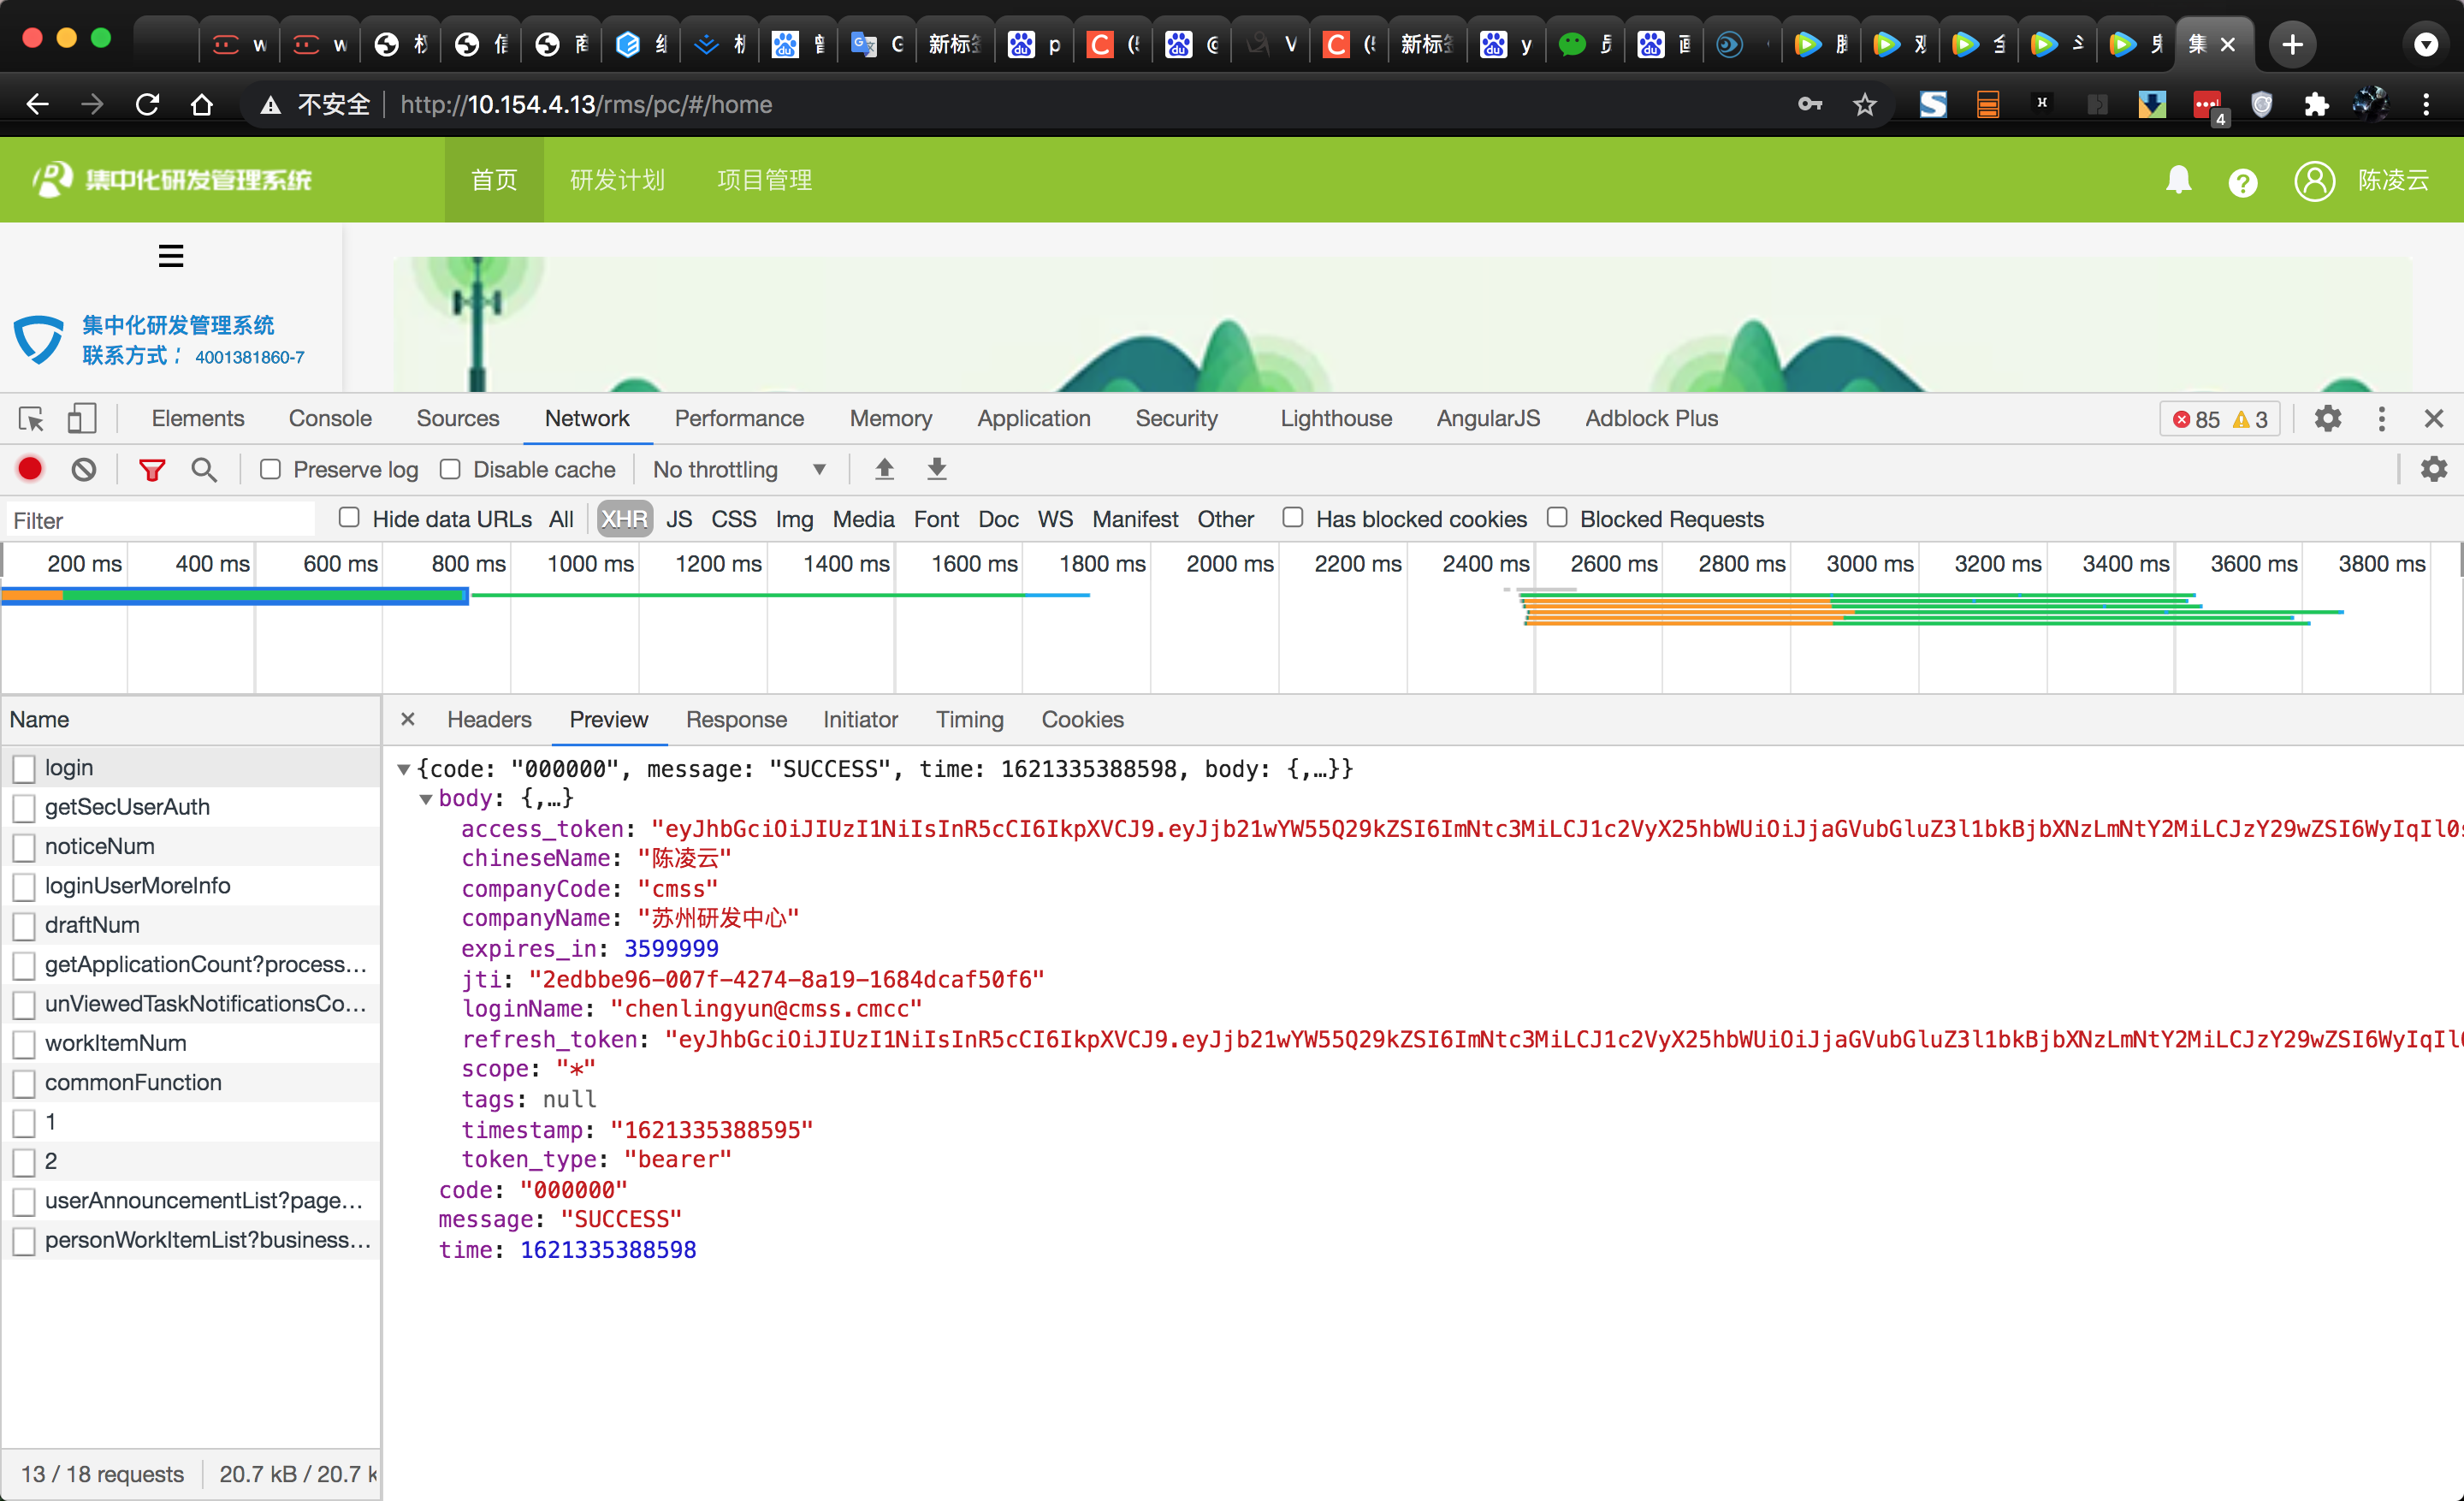 w
w
新标
p
C
新标
C
y
集
不安全 http://10.154.4.13/rms/pc/#/home
4
集中化研发管理系统 首页 研发计划 项目管理 陈凌云
集中化研发管理系统
联系方式： 4001381860-7
Elements Console Sources Network Performance Memory Application Security Lighthouse AngularJS Adblock Plus 85 3
Preserve log Disable cache No throttling
Filter Hide data URLs All XHR JS CSS Img Media Font Doc WS Manifest Other Has blocked cookies Blocked Requests
200 ms 400 ms 600 ms 800 ms 1000 ms 1200 ms 1400 ms 1600 ms 1800 ms 2000 ms 2200 ms 2400 ms 2600 ms 2800 ms 3000 ms 3200 ms 3400 ms 3600 ms 3800 ms
Name
login
getSecUserAuth
noticeNum
loginUserMoreInfo
draftNum
getApplicationCount?process...
unViewedTaskNotificationsCo...
workItemNum
commonFunction
1
2
userAnnouncementList?page...
personWorkItemList?business...
13 / 18 requests 20.7 kB / 20.7 k
Headers Preview Response Initiator Timing Cookies
{code: "000000", message: "SUCCESS", time: 1621335388598, body: {,…}}
body: {,…}
access_token: "eyJhbGciOiJIUzI1NiIsInR5cCI6IkpXVCJ9.eyJjb21wYW55Q29kZSI6ImNtc3MiLCJ1c2VyX25hbWUiOiJjaGVubGluZ3l1bkBjbXNzLmNtY2MiLCJzY29wZSI6WyIqIl0s
chineseName: "陈凌云"
companyCode: "cmss"
companyName: "苏州研发中心"
expires_in: 3599999
jti: "2edbbe96-007f-4274-8a19-1684dcaf50f6"
loginName: "chenlingyun@cmss.cmcc"
refresh_token: "eyJhbGciOiJIUzI1NiIsInR5cCI6IkpXVCJ9.eyJjb21wYW55Q29kZSI6ImNtc3MiLCJ1c2VyX25hbWUiOiJjaGVubGluZ3l1bkBjbXNzLmNtY2MiLCJzY29wZSI6WyIqIl
scope: "*"
tags: null
timestamp: "1621335388595"
token_type: "bearer"
code: "000000"
message: "SUCCESS"
time: 1621335388598